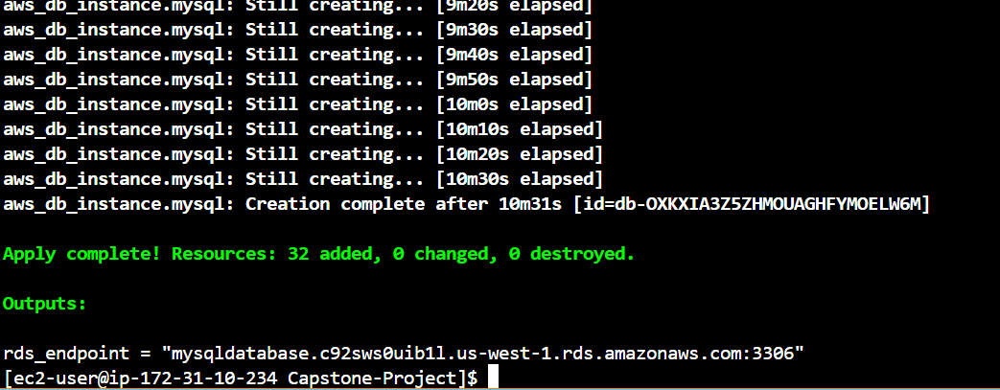 aws_db_instance.mysql: Still creating... [9m20s elapsed]
aws_db_instance.mysql: Still creating... [9m30s elapsed]
aws_db_instance.mysql: Still creating... [9m40s elapsed]
aws_db_instance.mysql: Still creating... [9m50s elapsed]
aws_db_instance.mysql: Still creating... [10m0s elapsed]
aws_db_instance.mysql: Still creating... [10m10s elapsed]
aws_db_instance.mysql: Still creating... [10m20s elapsed]
aws_db_instance.mysql: Still creating... [10m30s elapsed]
aws_db_instance.mysql: Creation complete after 10m31s [id=db-OXKXIA3Z5ZHMOUAGHFYMOELW6M]
Apply complete! Resources: 32 added, 0 changed, 0 destroyed.
Outputs:
rds_endpoint = "mysqldatabase.c92sws0uib1l.us-west-1.rds.amazonaws.com:3306"
[ec2-user@ip-172-31-10-234 Capstone-Project]$